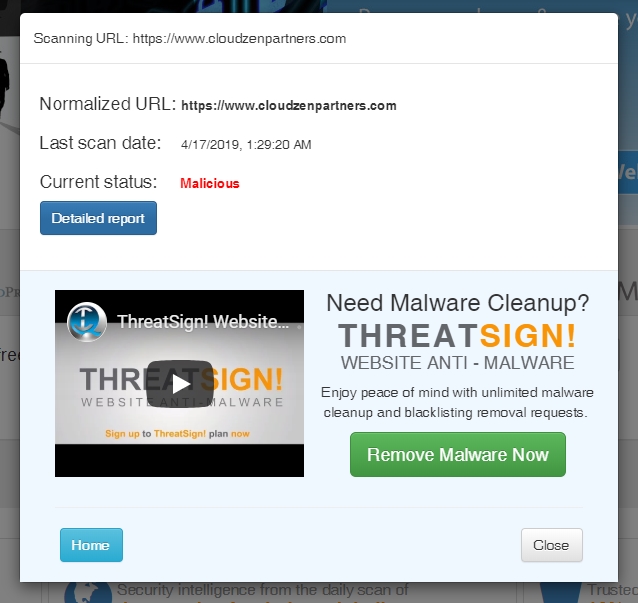 Scanning URL: https://www.cloudzenpartners.com
Normalized URL: https://www.cloudzenpartners.com
Last scan date: 4/17/2019, 1:29:20 AM
Current status: Malicious
Detailed report
ThreatSign! Website...
THREATSIGN!
WEBSITE ANTI-MALWARE
Sign up to ThreatSign! plan now
Need Malware Cleanup?
THREATSIGN!
WEBSITE ANTI - MALWARE
Enjoy peace of mind with unlimited malware
cleanup and blacklisting removal requests.
Remove Malware Now
Home
Close
Security intelligence from the daily scan of
Trusted